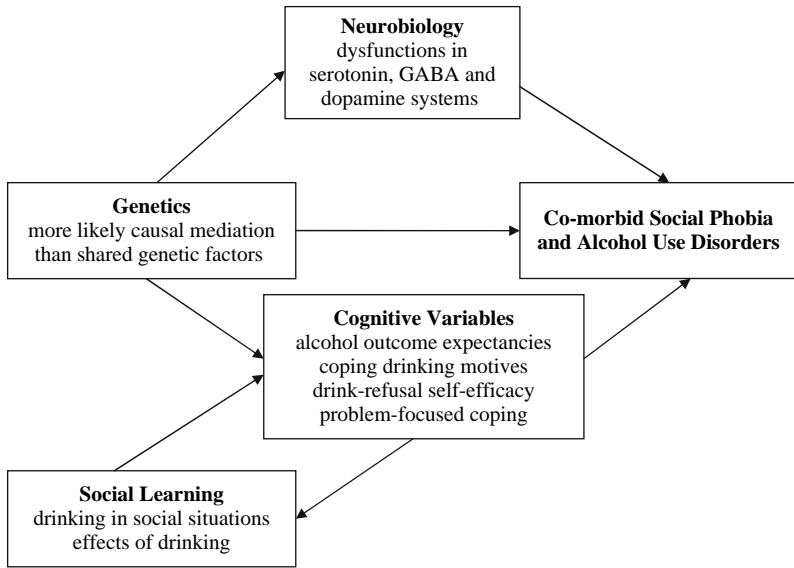 Neurobiology
dysfunctions in
serotonin, GABA and
dopamine systems
Genetics
more likely causal mediation
than shared genetic factors
Co-morbid Social Phobia
and Alcohol Use Disorders
Cognitive Variables
alcohol outcome expectancies
coping drinking motives
drink-refusal self-efficacy
problem-focused coping
Social Learning
drinking in social situations
effects of drinking